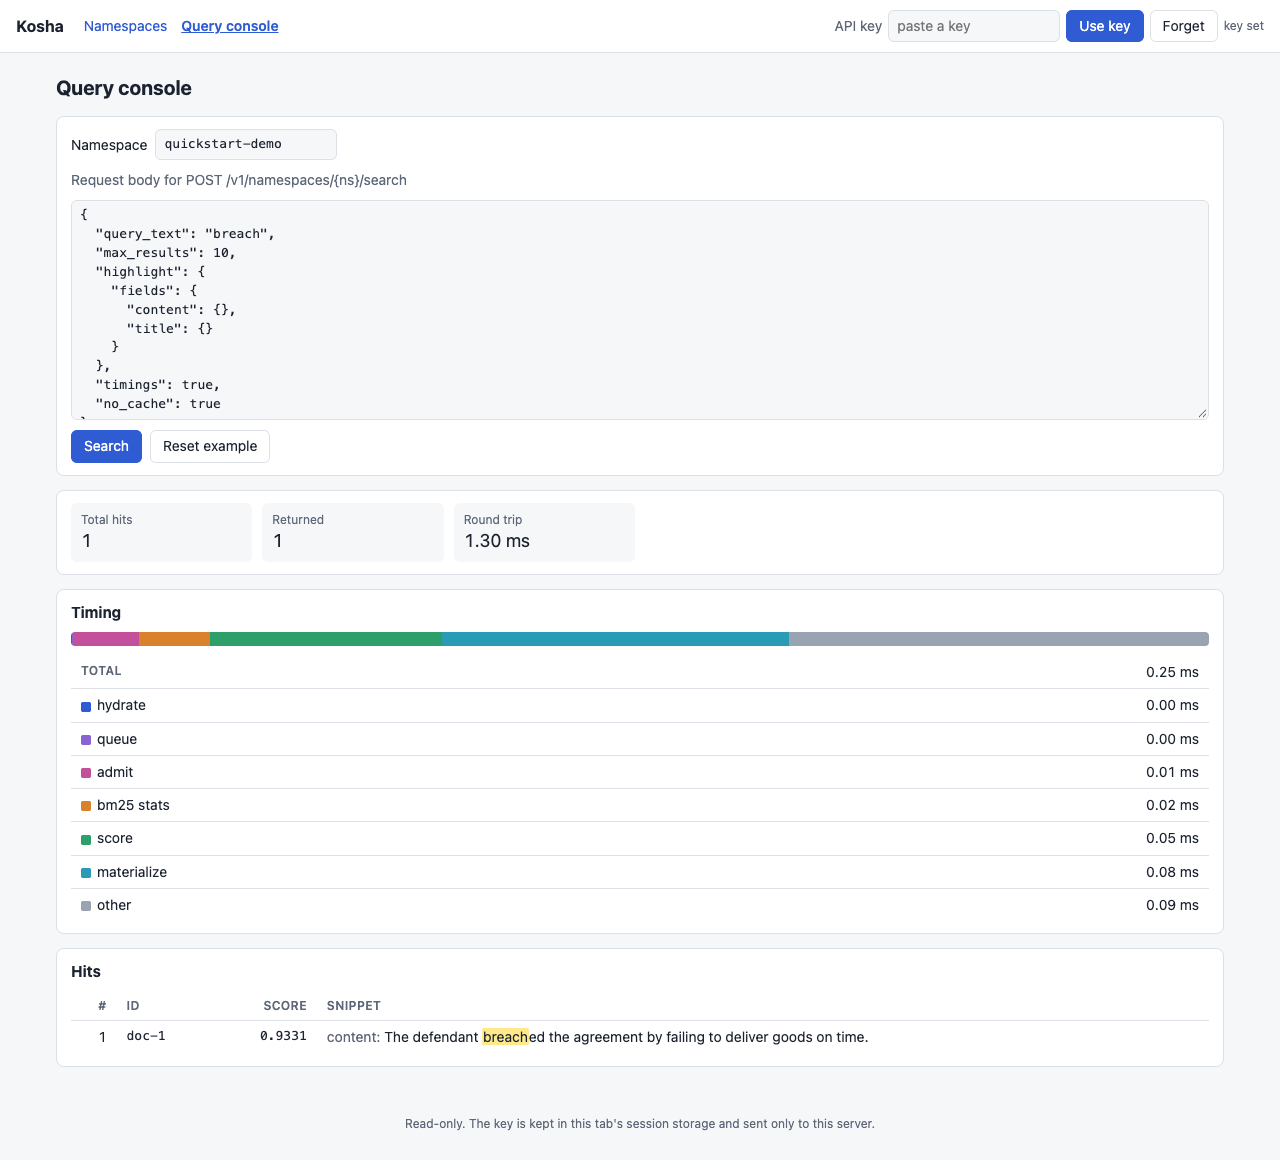 Kosha Namespaces Query console API key paste a key Use key Forget key set
Query console
Namespace quickstart-demo
Request body for POST /v1/namespaces/{ns}/search
{
  "query_text": "breach",
  "max_results": 10,
  "highlight": {
    "fields": {
      "content": {},
      "title": {}
    }
  },
  "timings": true,
  "no_cache": true
Search Reset example
Total hits Returned Round trip
1 1 1.30 ms
Timing
TOTAL 0.25 ms
hydrate 0.00 ms
queue 0.00 ms
admit 0.01 ms
bm25 stats 0.02 ms
score 0.05 ms
materialize 0.08 ms
other 0.09 ms
Hits
# ID SCORE SNIPPET
1 doc-1 0.9331 content: The defendant breached the agreement by failing to deliver goods on time.
Read-only. The key is kept in this tab's session storage and sent only to this server.